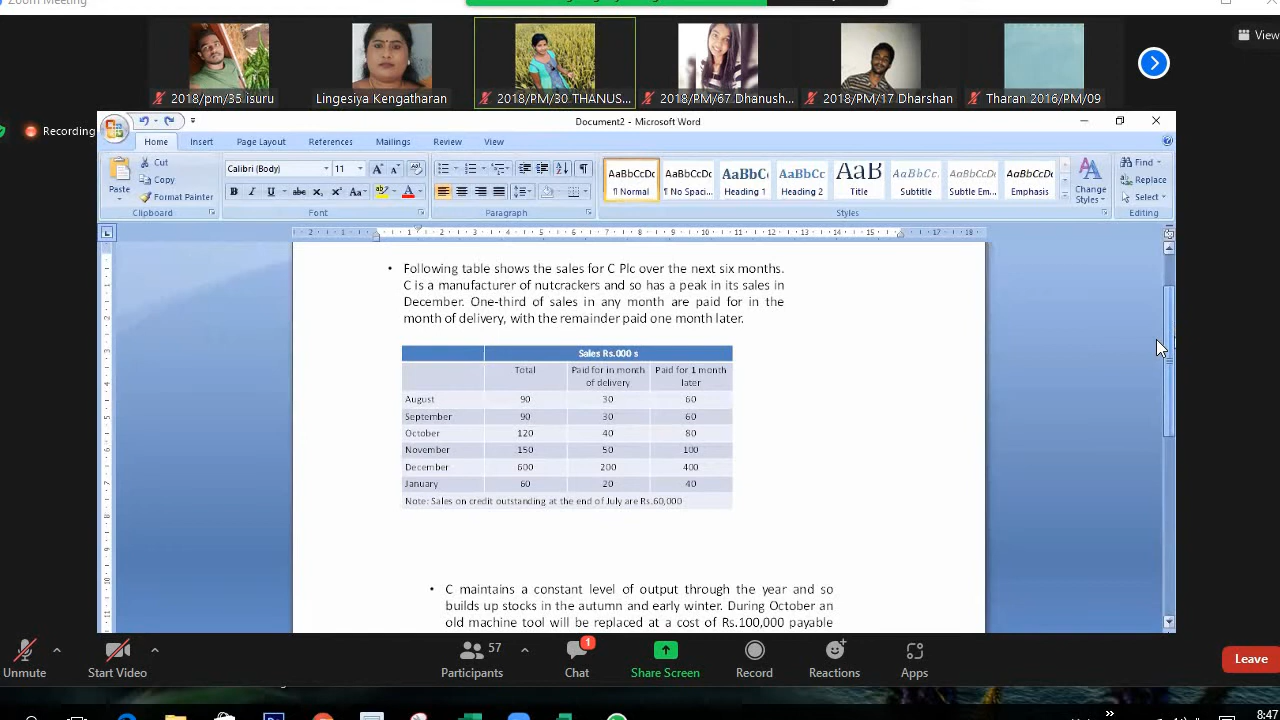 Zoom Meeting
View
2018/pm/35 isuru
Lingesiya Kengatharan
2018/PM/30 THANUS...
2018/PM/67 Dhanush...
2018/PM/17 Dharshan
Tharan 2016/PM/09
Recording
Document2 - Microsoft Word
Home Insert Page Layout References Mailings Review View
Paste
Cut
Copy
Format Painter
Clipboard
Calibri (Body) 11
Font
Paragraph
AaBbCcDc AaBbCcDc AaBbCc AaBbCc AaB AaBbCc. AaBbCcDc AaBbCcDc
¶ Normal ¶ No Spaci... Heading 1 Heading 2 Title Subtitle Subtle Em... Emphasis
Change
Styles
Styles
Find
Replace
Select
Editing
• Following table shows the sales for C Plc over the next six months.
C is a manufacturer of nutcrackers and so has a peak in its sales in
December. One-third of sales in any month are paid for in the
month of delivery, with the remainder paid one month later.
Sales Rs.000 s
Total Paid for in month of delivery Paid for 1 month later
August 90 30 60
September 90 30 60
October 120 40 80
November 150 50 100
December 600 200 400
January 60 20 40
Note: Sales on credit outstanding at the end of July are Rs.60,000
• C maintains a constant level of output through the year and so
builds up stocks in the autumn and early winter. During October an
old machine tool will be replaced at a cost of Rs.100,000 payable
Unmute
Start Video
Participants 57
Chat 1
Share Screen
Record
Reactions
Apps
Leave
8:47